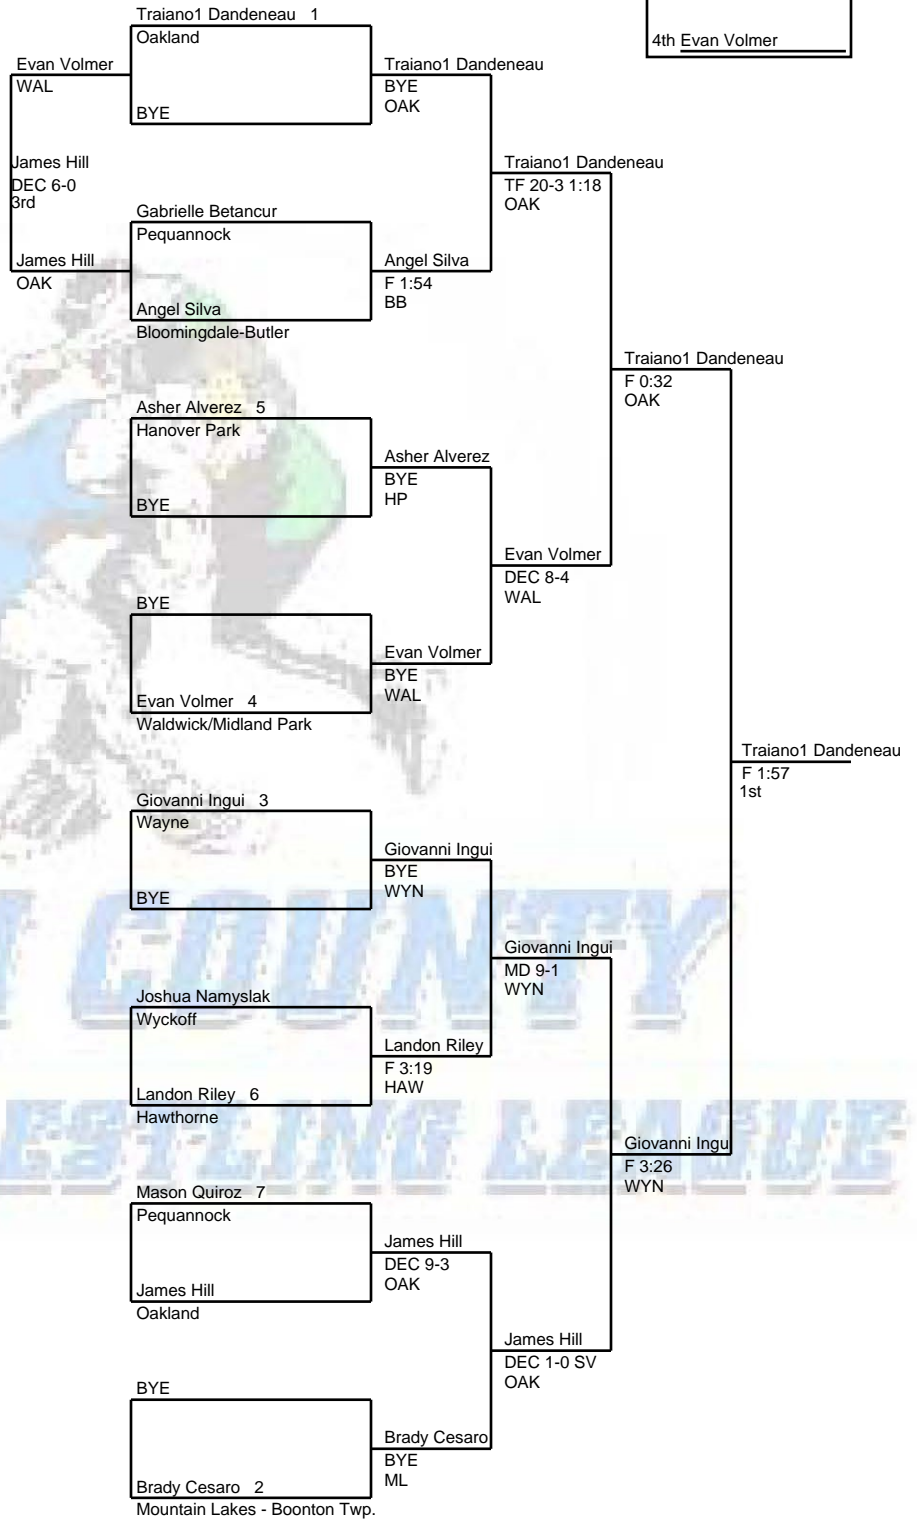 Traiano1 Dandeneau 1
Oakland
BYE
4th Evan Volmer
Evan Volmer
WAL
James Hill
DEC 6-0
3rd
James Hill
OAK
Traiano1 Dandeneau
BYE
OAK
Traiano1 Dandeneau
TF 20-3 1:18
OAK
Gabrielle Betancur
Pequannock
Angel Silva
Bloomingdale-Butler
Angel Silva
F 1:54
BB
Traiano1 Dandeneau
F 0:32
OAK
Asher Alverez 5
Hanover Park
BYE
Asher Alverez
BYE
HP
Evan Volmer
DEC 8-4
WAL
BYE
Evan Volmer 4
Waldwick/Midland Park
Evan Volmer
BYE
WAL
Traiano1 Dandeneau
F 1:57
1st
Giovanni Ingui 3
Wayne
BYE
Giovanni Ingui
BYE
WYN
Giovanni Ingui
MD 9-1
WYN
COUNTY
Joshua Namyslak
Wyckoff
Landon Riley 6
Hawthorne
Landon Riley
F 3:19
HAW
ESTLING LEAGUE
Giovanni Ingu
F 3:26
WYN
Mason Quiroz 7
Pequannock
James Hill
Oakland
James Hill
DEC 9-3
OAK
James Hill
DEC 1-0 SV
OAK
BYE
Brady Cesaro 2
Mountain Lakes - Boonton Twp.
Brady Cesaro
BYE
ML